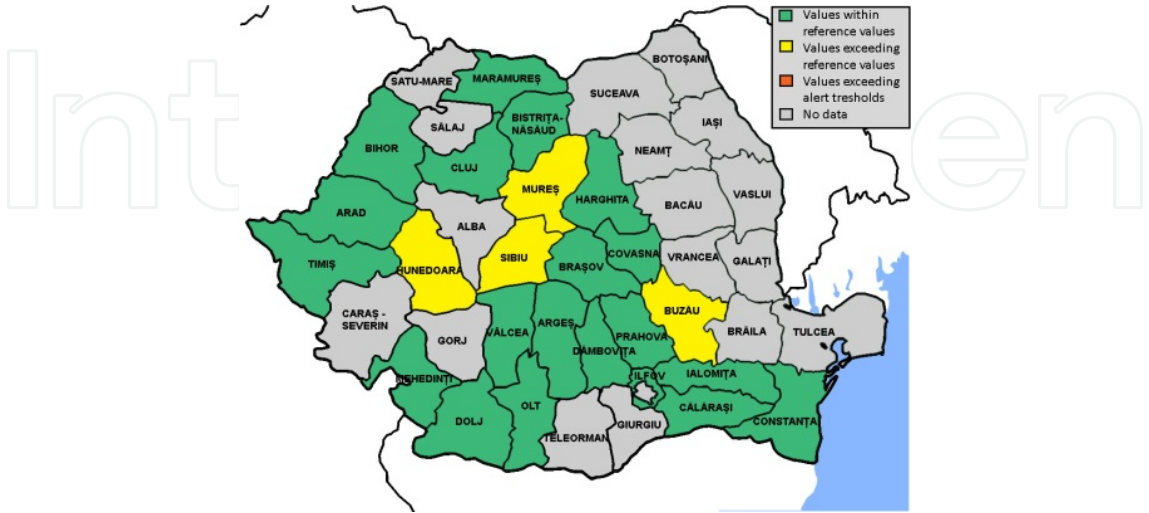 Values within
reference values
Values exceeding
reference values
Values exceeding
alert tresholds
No data
BOTOȘANI
SATU-MARE
MARAMUREȘ
SUCEAVA
SĂLAJ
BISTRIȚA-
NĂSĂUD
IAȘI
BIHOR
CLUJ
NEAMȚ
MUREȘ
HARGHITA
VASLUI
BACĂU
ARAD
ALBA
TIMIȘ
HUNEDOARA
SIBIU
BRAȘOV
COVASNA
VRANCEA
GALAȚI
CARAȘ -
SEVERIN
GORJ
VÂLCEA
ARGEȘ
DÂMBOVIȚA
PRAHOVA
BUZĂU
BRĂILA
TULCEA
MEHEDINȚI
ILFOV
IALOMIȚA
DOLJ
OLT
TELEORMAN
GIURGIU
CĂLĂRAȘI
CONSTANȚA
Int
en